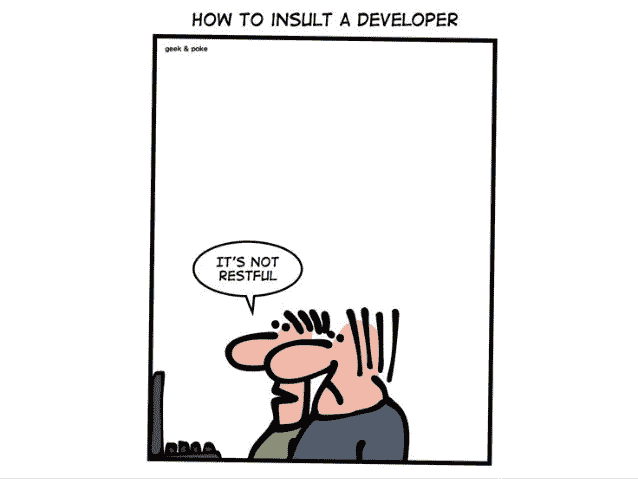 HOW TO INSULT A DEVELOPER
geek & poke
IT'S NOT
RESTFUL